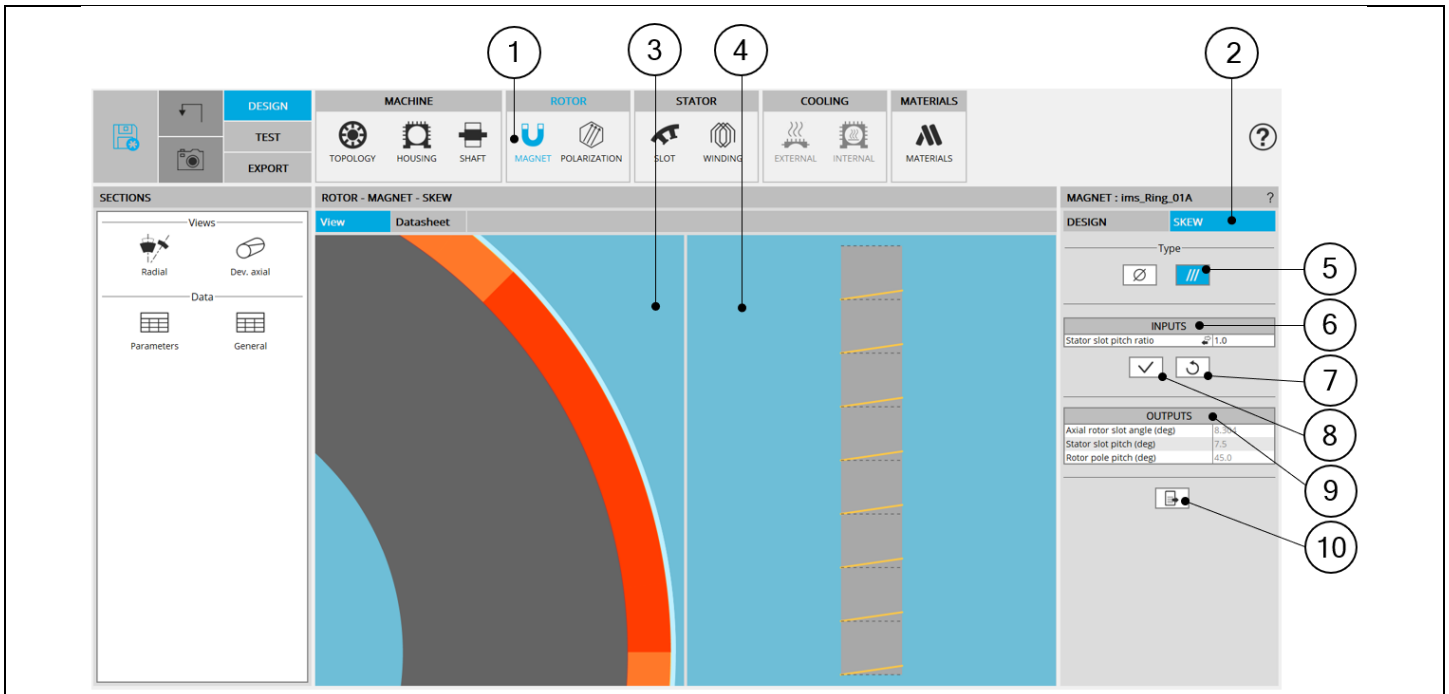 1
3
4
2
DESIGN
TEST
EXPORT
MACHINE
ROTOR
STATOR
COOLING
MATERIALS
TOPOLOGY
HOUSING
SHAFT
MAGNET
POLARIZATION
SLOT
WINDING
EXTERNAL
INTERNAL
MATERIALS
?
SECTIONS
Views
Radial
Dev. axial
Data
Parameters
General
ROTOR - MAGNET - SKEW
View
Datasheet
MAGNET : ims_Ring_01A
?
DESIGN
SKEW
Type
5
INPUTS
6
Stator slot pitch ratio
1.0
7
OUTPUTS
8
Axial rotor slot angle (deg)
Stator slot pitch (deg)
7.5
Rotor pole pitch (deg)
45.0
9
10